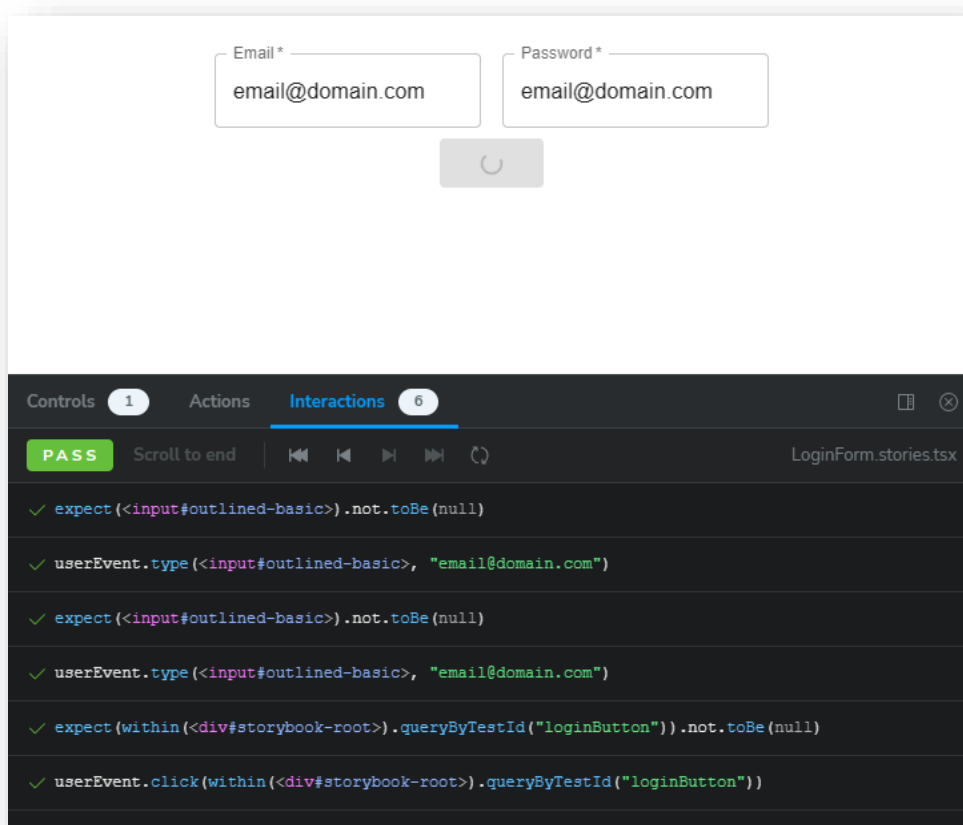 Email * Password *
email@domain.com email@domain.com
Controls 1 Actions Interactions 6
PASS Scroll to end LoginForm.stories.tsx
expect(<input#outlined-basic>).not.toBe(null)
userEvent.type(<input#outlined-basic>, "email@domain.com")
expect(<input#outlined-basic>).not.toBe(null)
userEvent.type(<input#outlined-basic>, "email@domain.com")
expect(within(<div#storybook-root>).queryByTestId("loginButton")).not.toBe(null)
userEvent.click(within(<div#storybook-root>).queryByTestId("loginButton"))